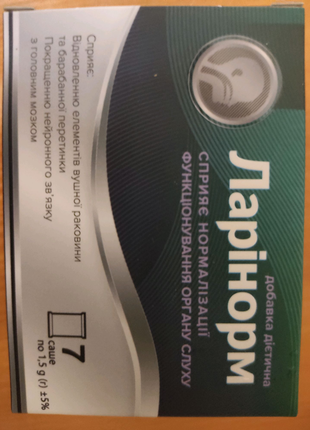 добавка дієтична
Ларінорм
СПРИЯЄ НОРМАЛІЗАЦІЇ
ФУНКЦІОНУВАННЯ ОРГАНУ СЛУХУ
Сприяє:
Відновленню елементів вушної раковини
та барабанної перетинки
Покращенню нейронного зв'язку
з головним мозком
7
саше
по 1,5 g (г) ±5%